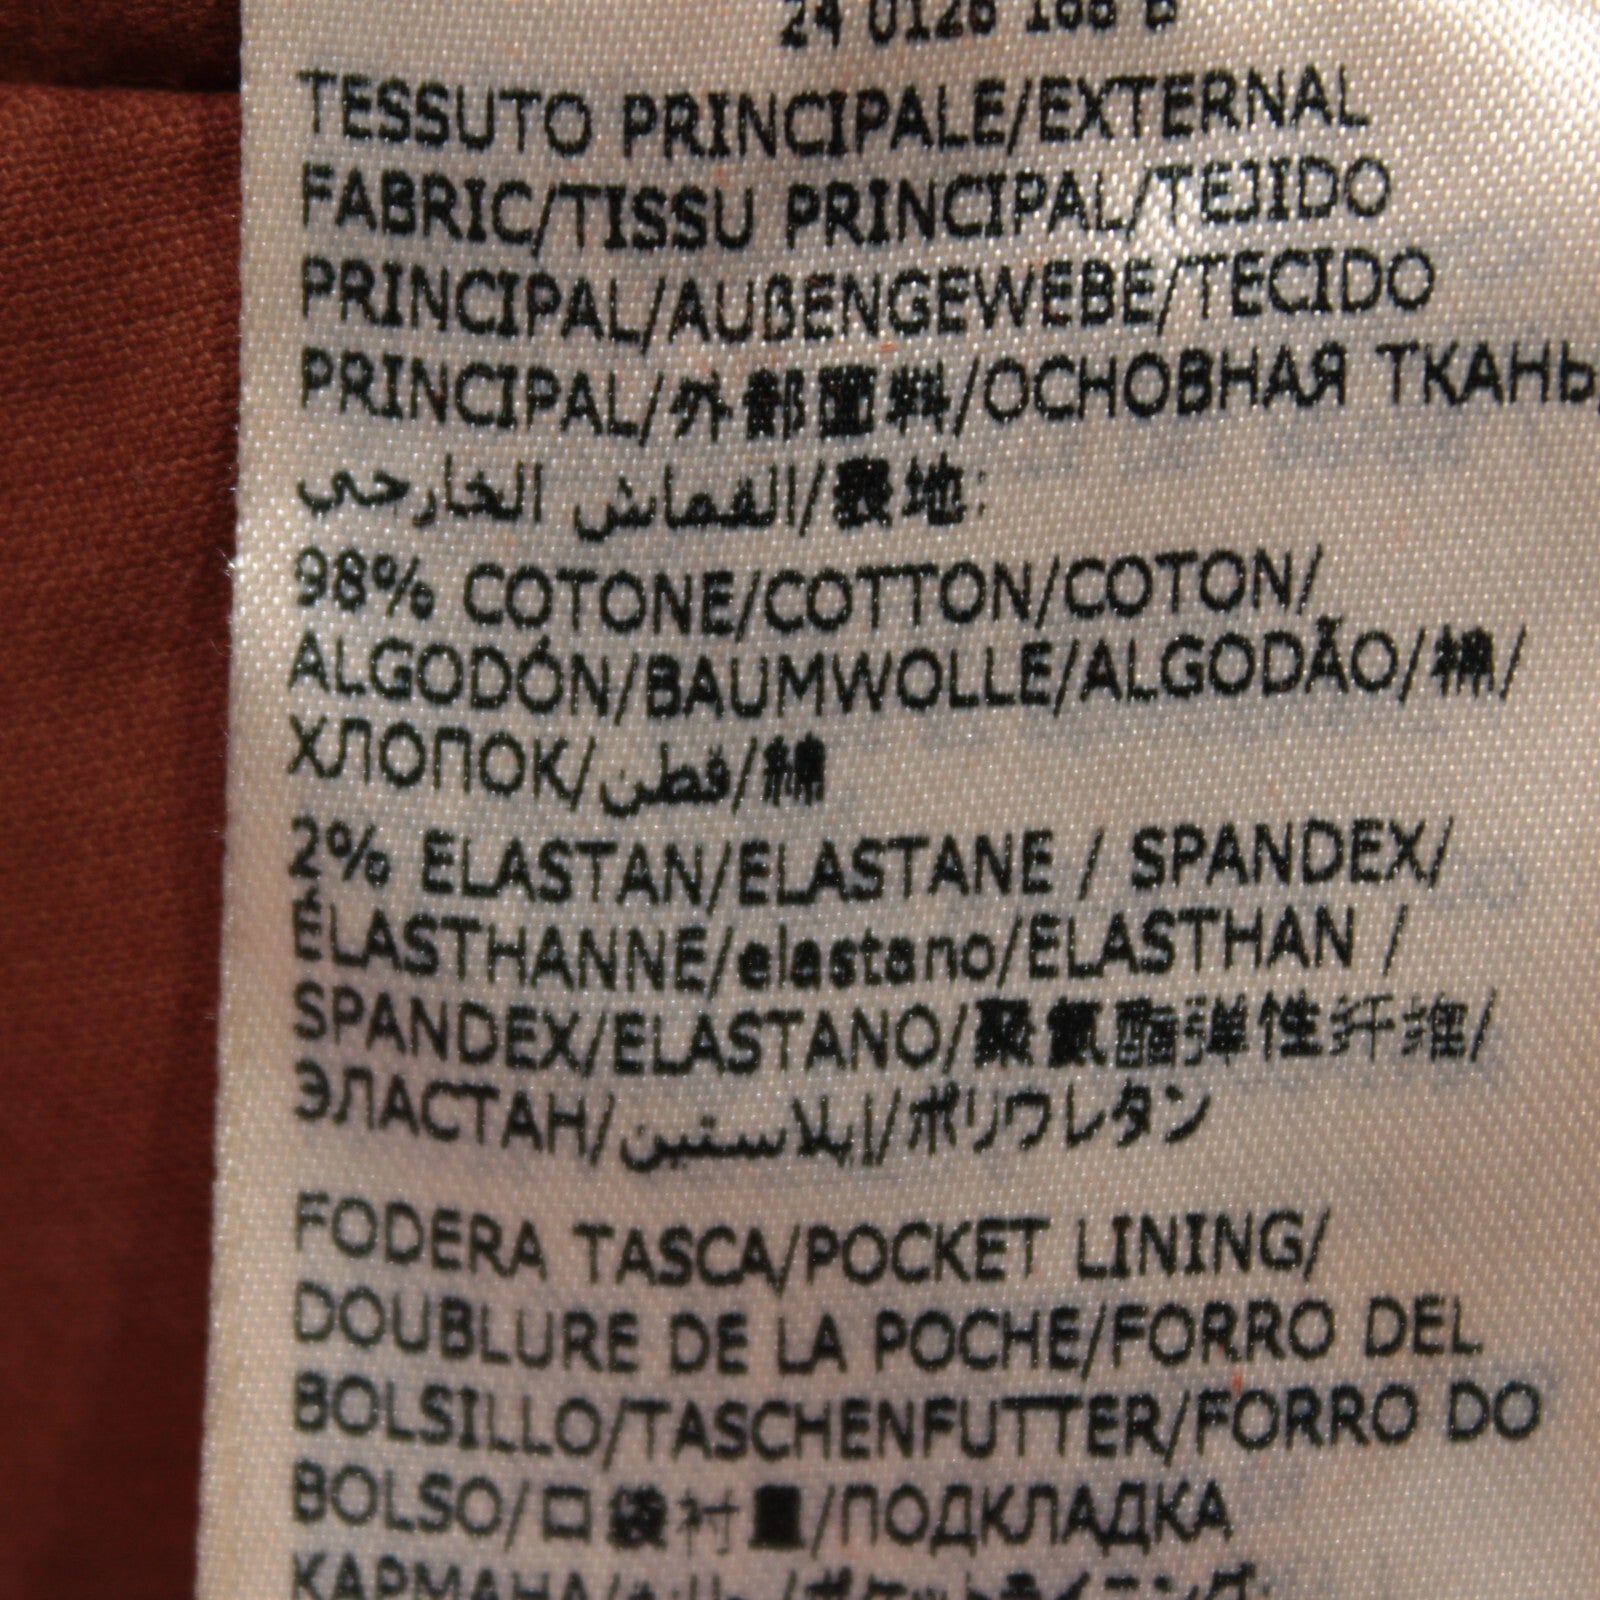 TESSUTO PRINCIPALE/EXTERNAL
FABRIC/TISSU PRINCIPAL/TEJIDO
PRINCIPAL/AUßENGEWEBE/TECIDO
PRINCIPAL/外部面料/ОСНОВНАЯ ТКАНЬ/
القماش الخارجي/表地:
98% COTONE/COTTON/COTON/
ALGODÓN/BAUMWOLLE/ALGODÃO/棉/
ХЛОПОК/قطن/綿
2% ELASTAN/ELASTANE / SPANDEX/
ÉLASTHANNE/elastano/ELASTHAN /
SPANDEX/ELASTANO/聚氨酯弹性纤维/
ЭЛАСТАН/إيلاستين/ポリウレタン
FODERA TASCA/POCKET LINING/
DOUBLURE DE LA POCHE/FORRO DEL
BOLSILLO/TASCHENFUTTER/FORRO DO
BOLSO/口袋衬里/ПОДКЛАДКА
КАРМАНА/